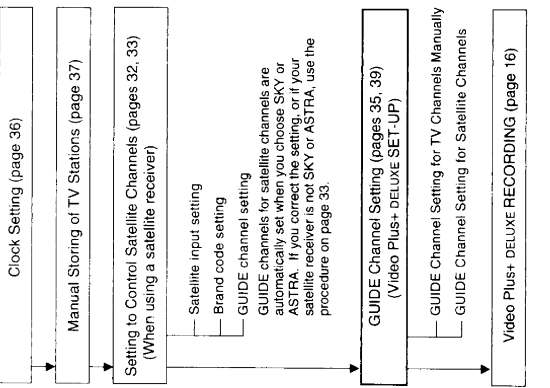 Clock Setting (page 36)
Manual Storing of TV Stations (page 37)
Setting to Control Satellite Channels (pages 32, 33)
(When using a satellite receiver)
Satellite input setting
Brand code setting
GUIDE channel setting
GUIDE channels for satellite channels are
automatically set when you choose SKY or
ASTRA. If you correct the setting, or if your
satellite receiver is not SKY or ASTRA, use the
procedure on page 33.
GUIDE Channel Setting (pages 35, 39)
(Video Plus+ DELUXE SET-UP)
GUIDE Channel Setting for TV Channels Manually
GUIDE Channel Setting for Satellite Channels
Video Plus+ DELUXE RECORDING (page 16)